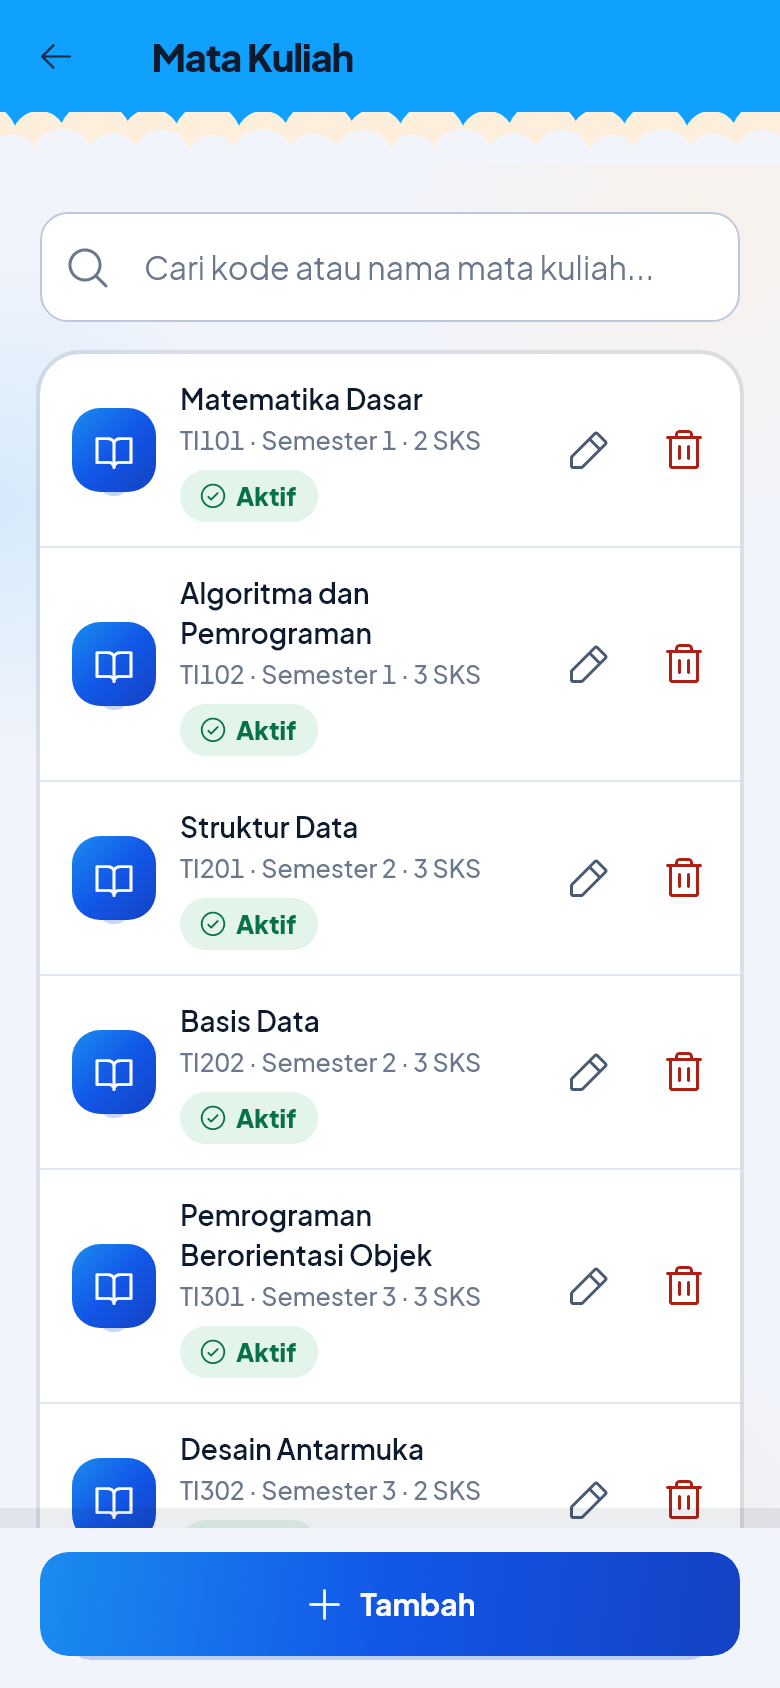 Mata Kuliah
Cari kode atau nama mata kuliah...
Matematika Dasar
TI101 · Semester 1 · 2 SKS
Aktif
Algoritma dan
Pemrograman
TI102 · Semester 1 · 3 SKS
Aktif
Struktur Data
TI201 · Semester 2 · 3 SKS
Aktif
Basis Data
TI202 · Semester 2 · 3 SKS
Aktif
Pemrograman
Berorientasi Objek
TI301 · Semester 3 · 3 SKS
Aktif
Desain Antarmuka
TI302 · Semester 3 · 2 SKS
Tambah